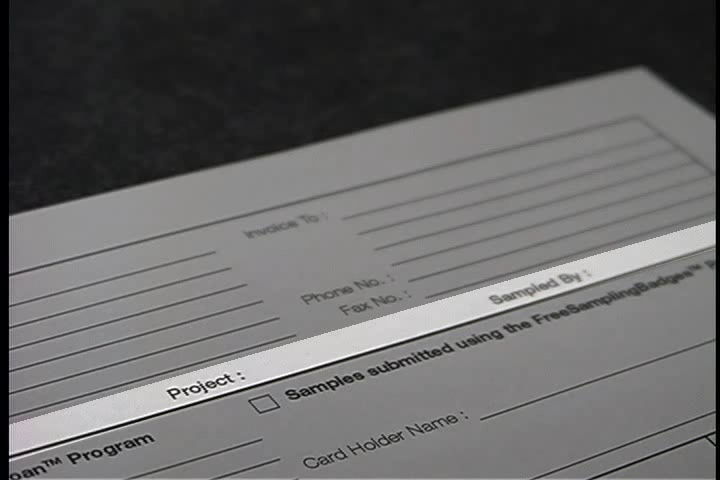 Invoice To :
Phone No. :
Fax No. :
Project : Sampled By :
Samples submitted using the FreeSamplingBadges™
oan™ Program
Card Holder Name :